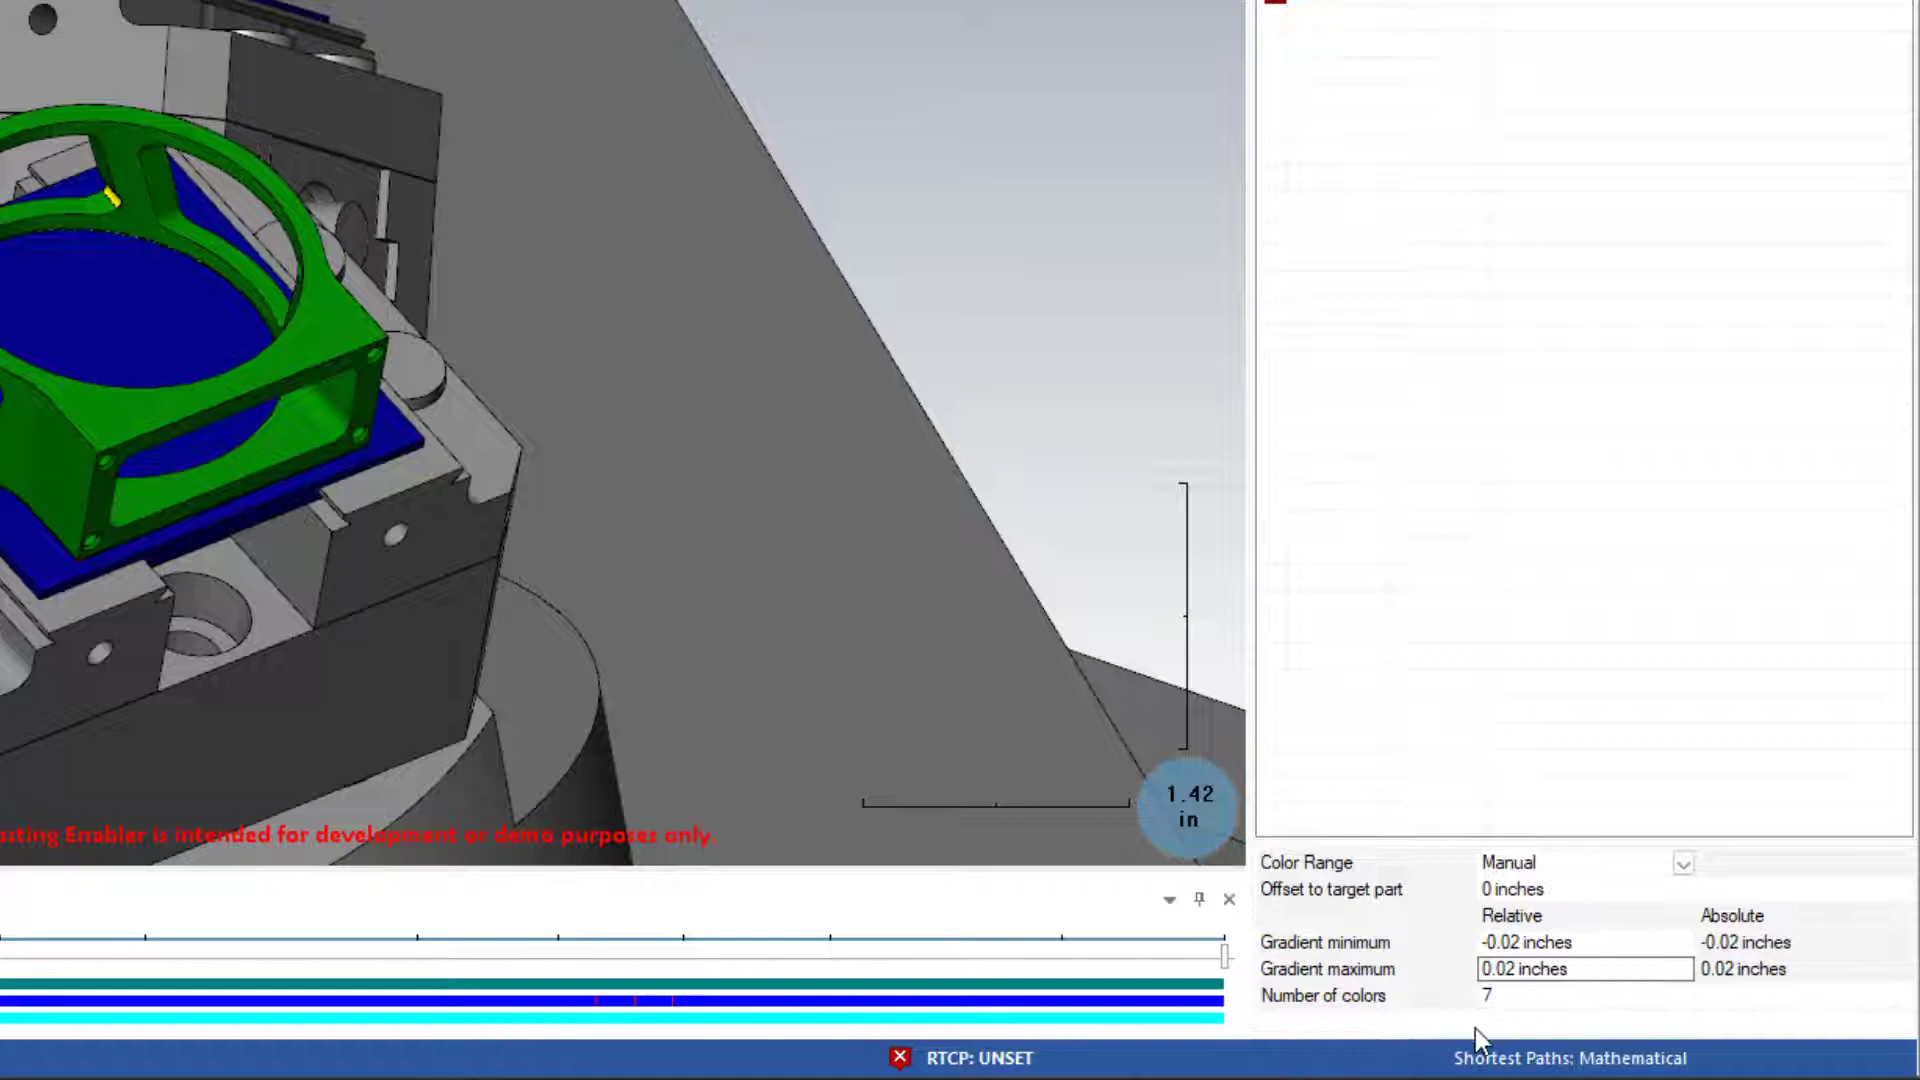 1.42
in
osting Enabler is intended for development or demo purposes only.
Color Range Manual
Offset to target part 0 inches
Relative Absolute
Gradient minimum -0.02 inches -0.02 inches
Gradient maximum 0.02 inches 0.02 inches
Number of colors 7
RTCP: UNSET Shortest Paths: Mathematical